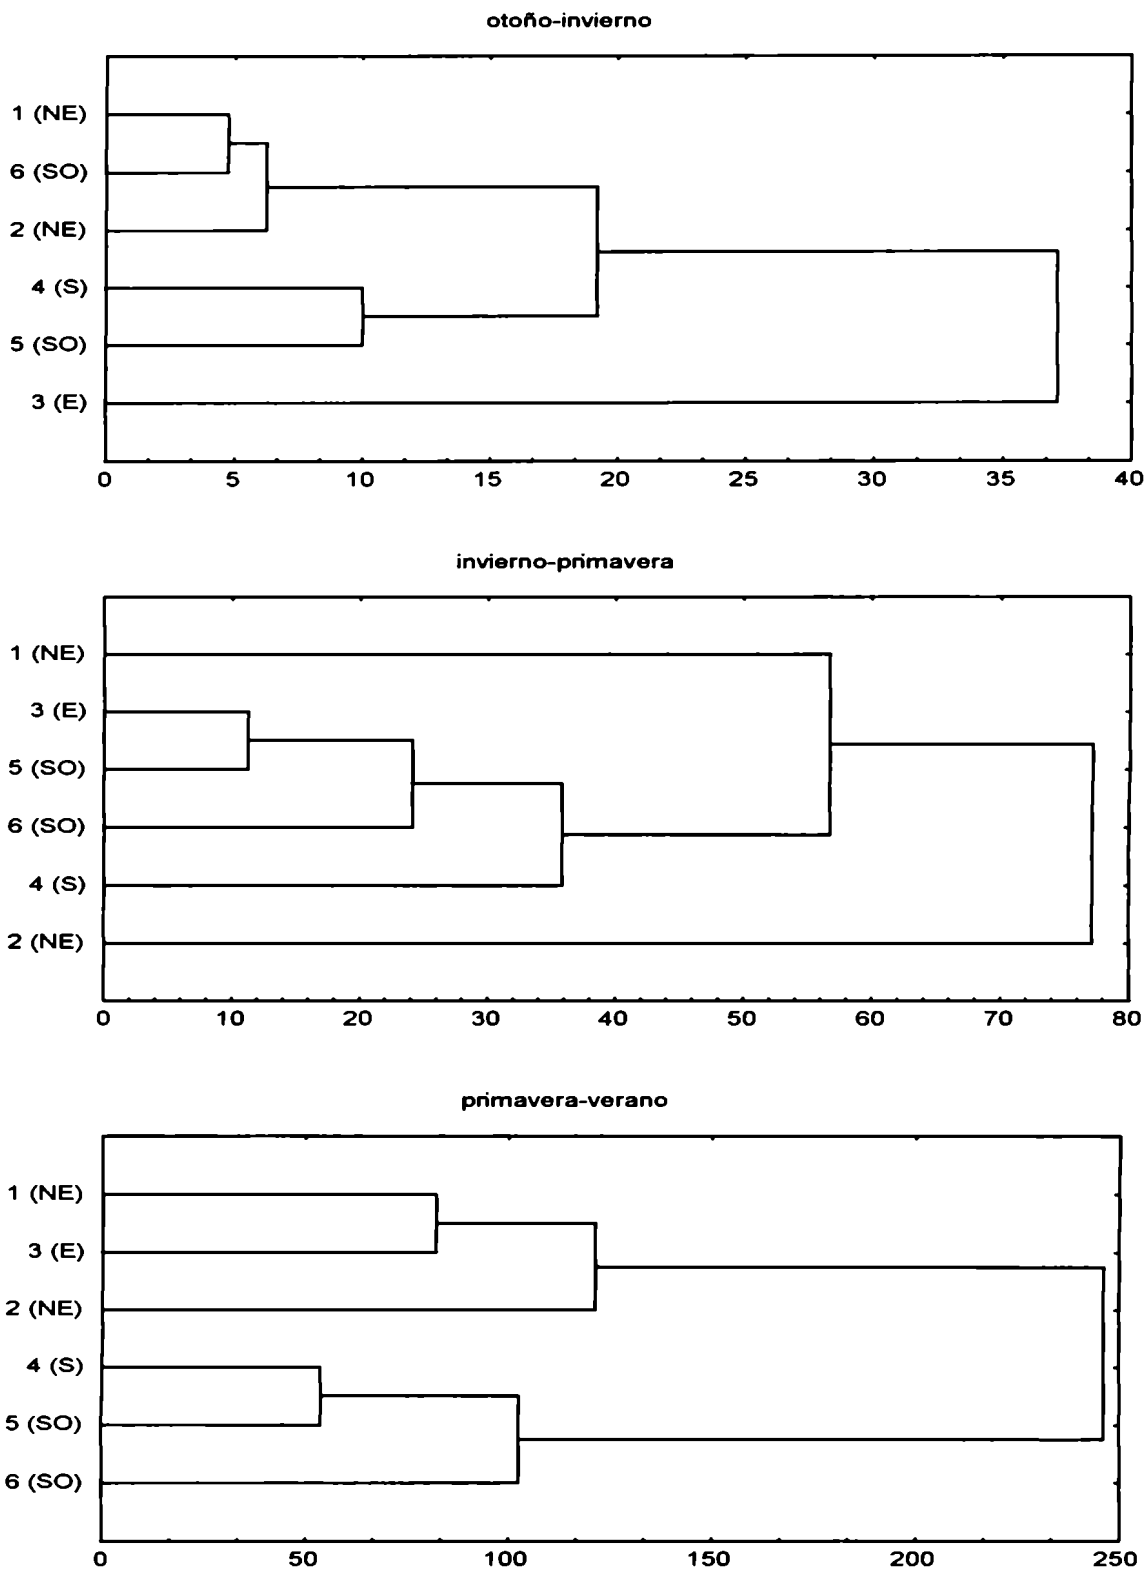 otoño-invierno
1 (NE)
6 (SO)
2 (NE)
4 (S)
5 (SO)
3 (E)
0 5 10 15 20 25 30 35 40
invierno-primavera
1 (NE)
3 (E)
5 (SO)
6 (SO)
4 (S)
2 (NE)
0 10 20 30 40 50 60 70 80
primavera-verano
1 (NE)
3 (E)
2 (NE)
4 (S)
5 (SO)
6 (SO)
0 50 100 150 200 250